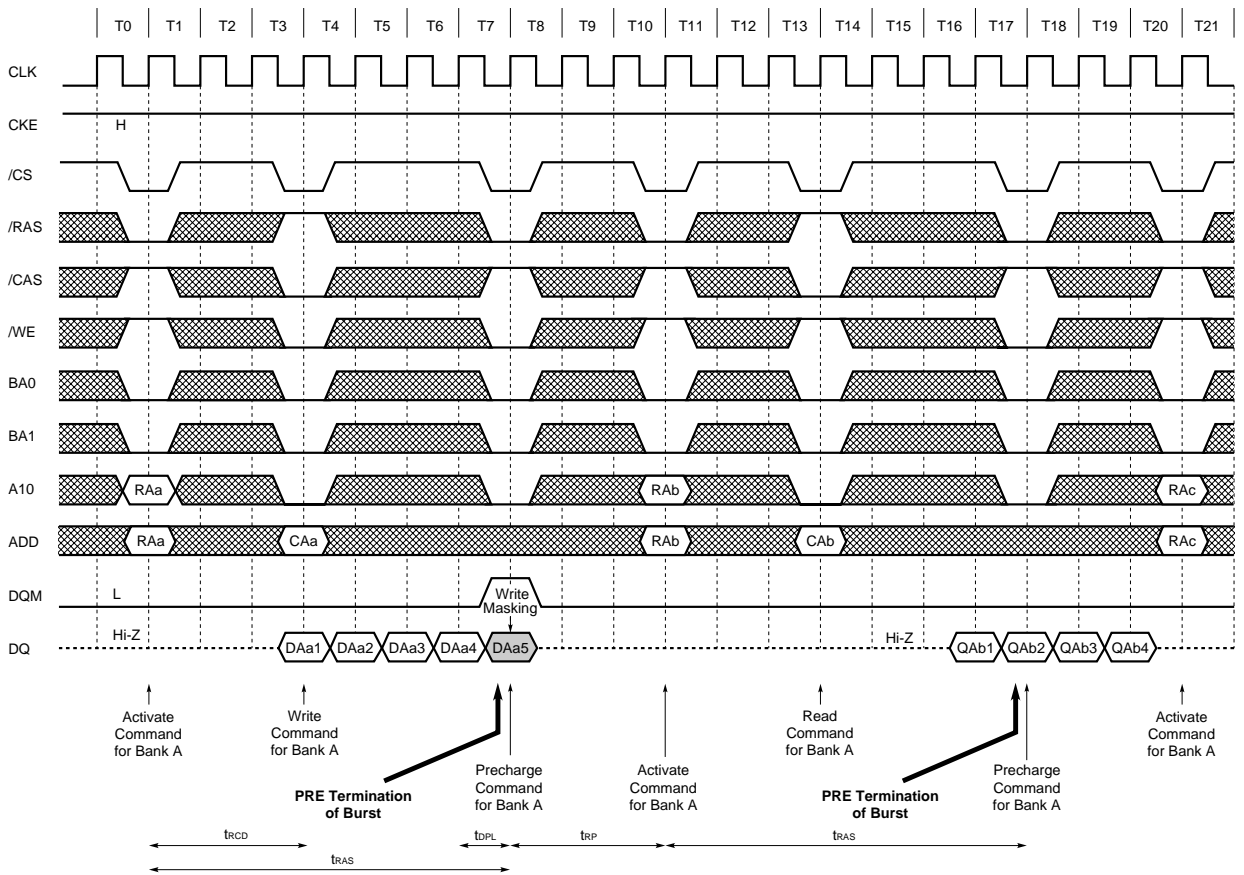 T0 T1 T2 T3 T4 T5 T6 T7 T8 T9 T10 T11 T12 T13 T14 T15 T16 T17 T18 T19 T20 T21
CLK
CKE H
/CS
/RAS
/CAS
/WE
BA0
BA1
A10 RAa RAb RAc
ADD RAa CAa RAb CAb RAc
DQM L Write
Masking
DQ Hi-Z DAa1 DAa2 DAa3 DAa4 DAa5 Hi-Z QAb1 QAb2 QAb3 QAb4
Activate
Command
for Bank A
Write
Command
for Bank A
PRE Termination
of Burst
Precharge
Command
for Bank A
Activate
Command
for Bank A
Read
Command
for Bank A
PRE Termination
of Burst
Precharge
Command
for Bank A
Activate
Command
for Bank A
tRCD tDPL tRP tRAS
tRAS